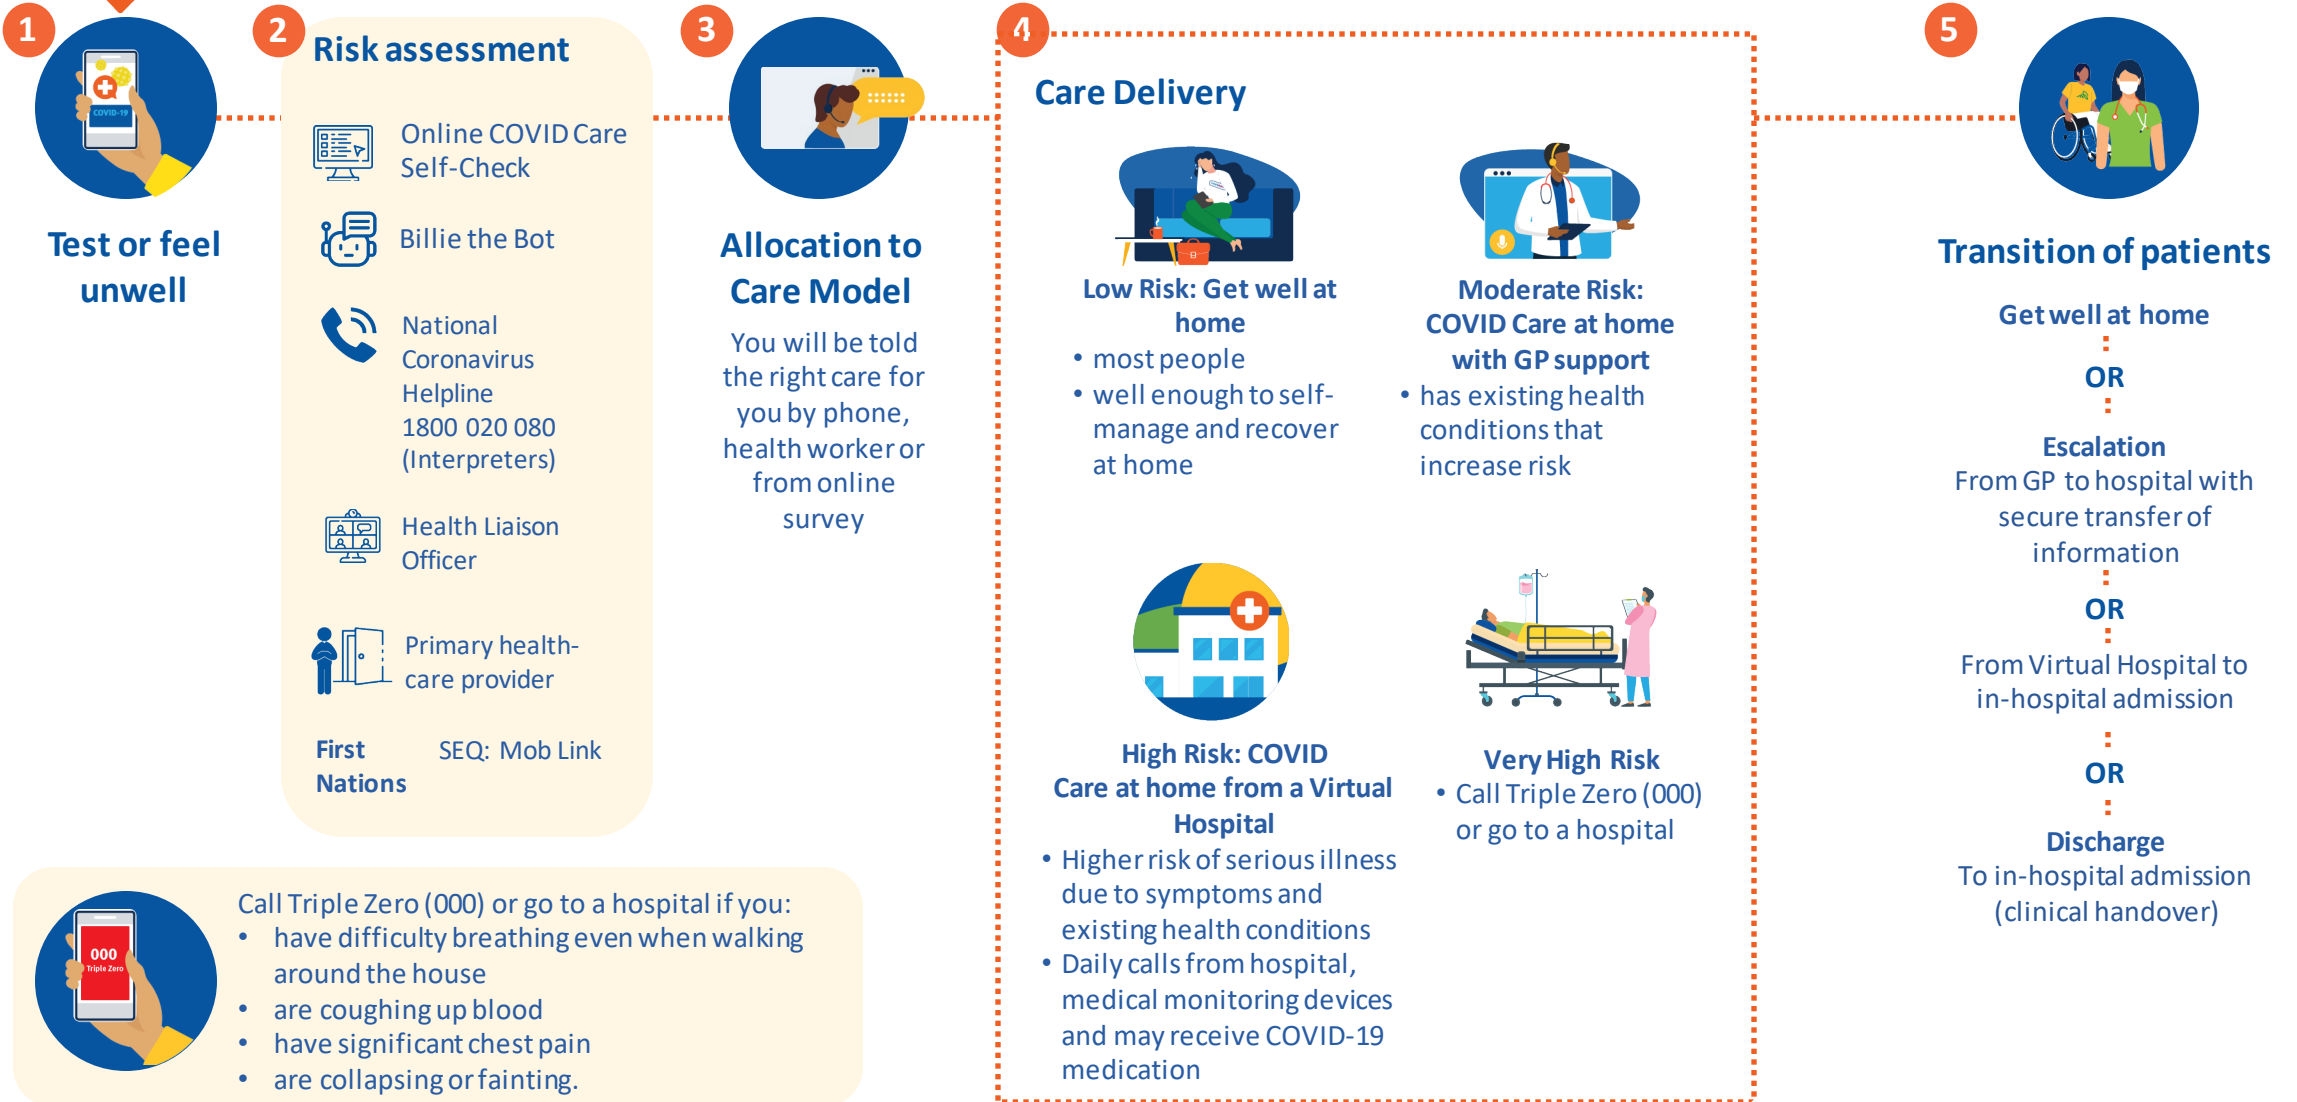 1
COVID-19
Test or feel
unwell
2
Risk assessment
Online COVID Care
Self-Check
Billie the Bot
National
Coronavirus
Helpline
1800 020 080
(Interpreters)
Health Liaison
Officer
Primary health-
care provider
First
Nations
SEQ: Mob Link
3
Allocation to
Care Model
You will be told
the right care for
you by phone,
health worker or
from online
survey
4
Care Delivery
Low Risk: Get well at
home
• most people
• well enough to self-
manage and recover
at home
Moderate Risk:
COVID Care at home
with GP support
• has existing health
conditions that
increase risk
High Risk: COVID
Care at home from a Virtual
Hospital
• Higher risk of serious illness
due to symptoms and
existing health conditions
• Daily calls from hospital,
medical monitoring devices
and may receive COVID-19
medication
Very High Risk
• Call Triple Zero (000)
or go to a hospital
5
Transition of patients
Get well at home
OR
Escalation
From GP to hospital with
secure transfer of
information
OR
From Virtual Hospital to
in-hospital admission
OR
Discharge
To in-hospital admission
(clinical handover)
000
Triple Zero
Call Triple Zero (000) or go to a hospital if you:
• have difficulty breathing even when walking
around the house
• are coughing up blood
• have significant chest pain
• are collapsing or fainting.